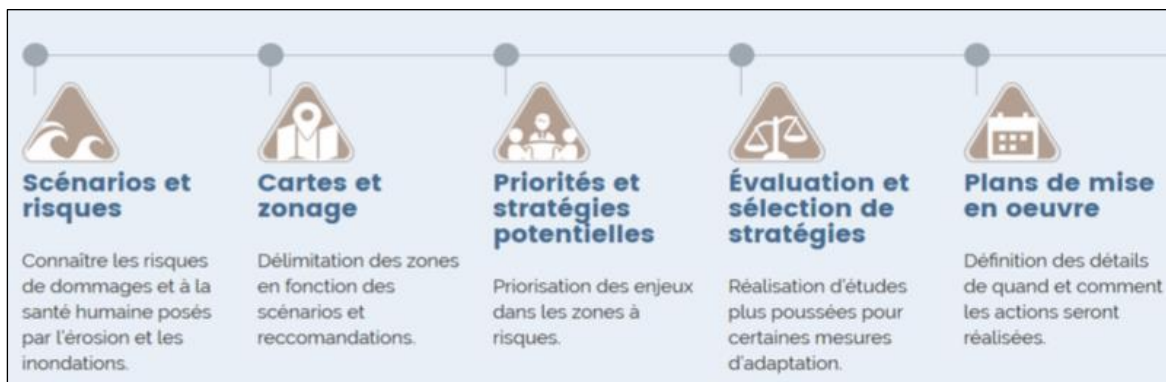 Scénarios et
risques
Connaître les risques
de dommages et à la
santé humaine posés
par l'érosion et les
inondations.
Cartes et
zonage
Délimitation des zones
en fonction des
scénarios et
reccomandations.
Priorités et
stratégies
potentielles
Priorisation des enjeux
dans les zones à
risques.
Évaluation et
sélection de
stratégies
Réalisation d'études
plus poussées pour
certaines mesures
d'adaptation.
Plans de mise
en oeuvre
Définition des détails
de quand et comment
les actions seront
réalisées.